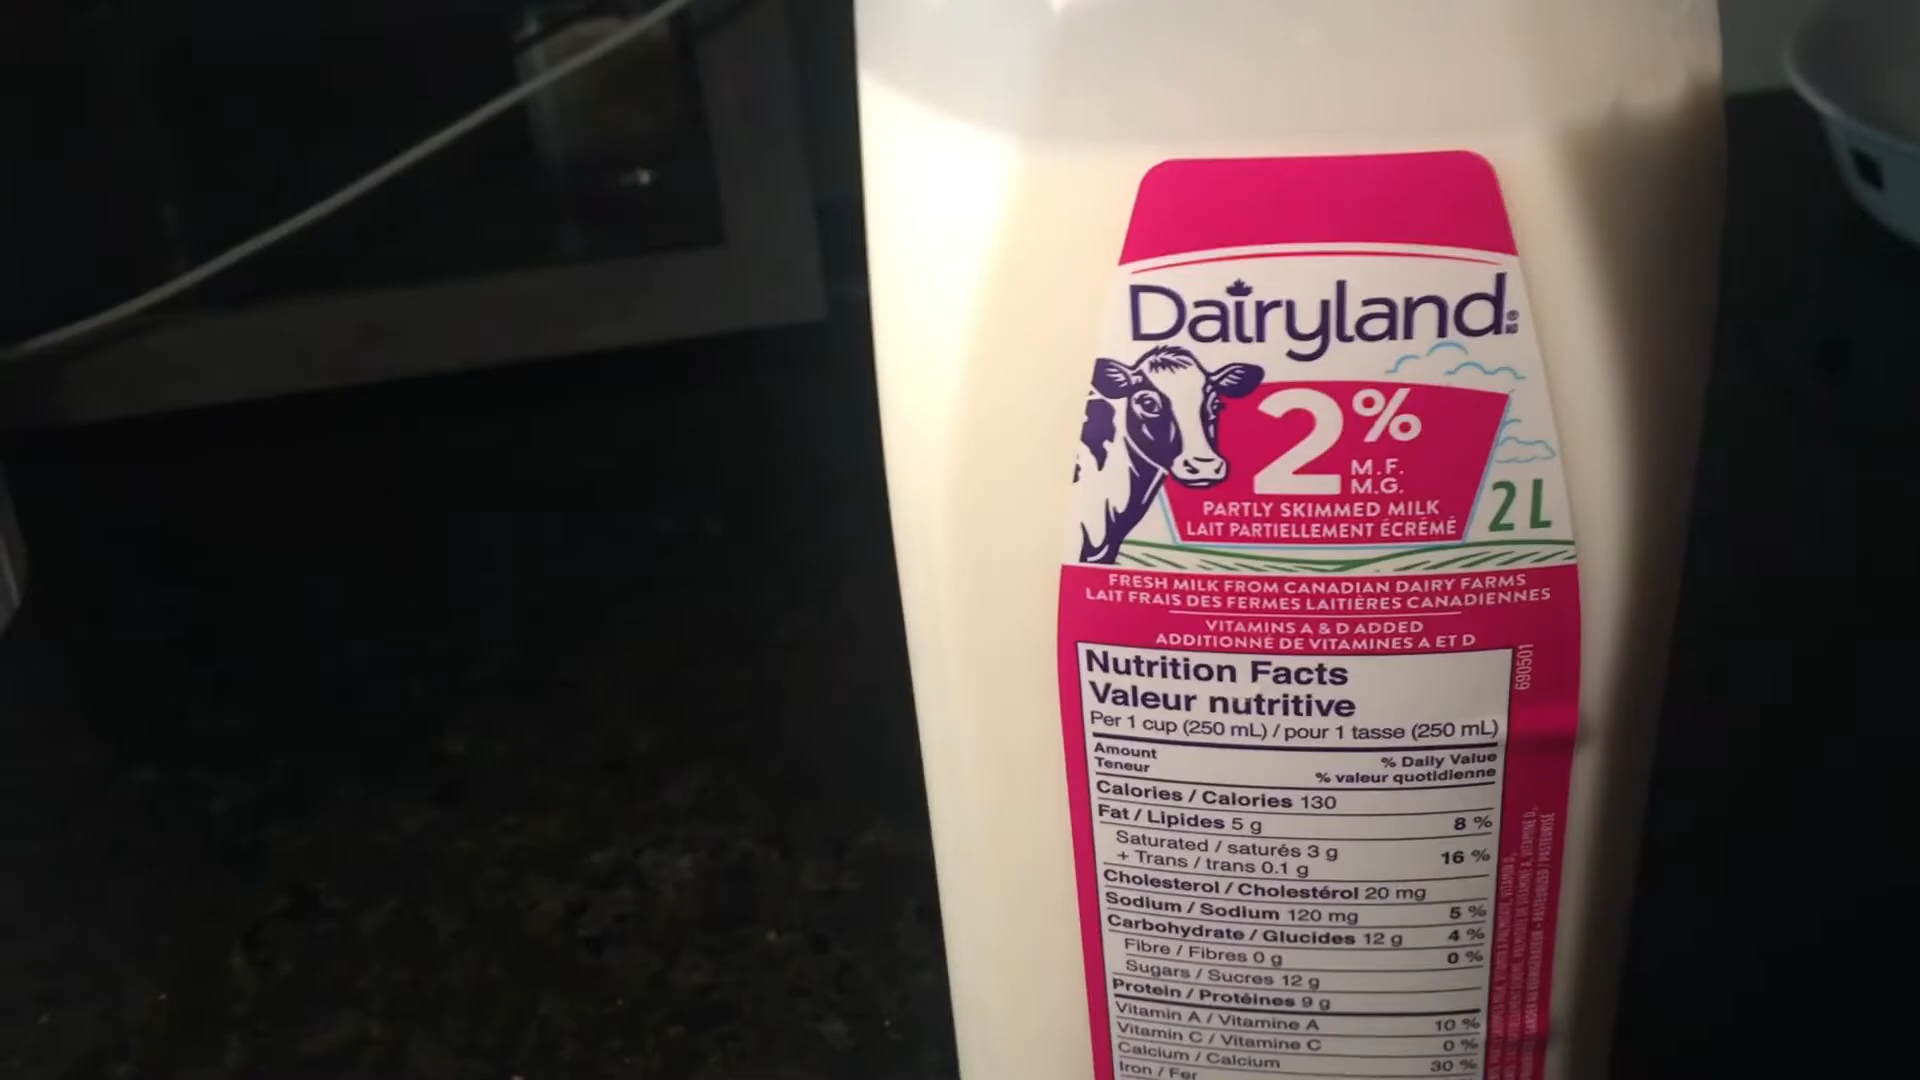 Dairyland®
MD
2%
M.F.
M.G.
PARTLY SKIMMED MILK
LAIT PARTIELLEMENT ÉCRÉMÉ
2 L
FRESH MILK FROM CANADIAN DAIRY FARMS
LAIT FRAIS DES FERMES LAITIÈRES CANADIENNES
VITAMINS A & D ADDED
ADDITIONNÉ DE VITAMINES A ET D
690501
Nutrition Facts
Valeur nutritive
Per 1 cup (250 mL) / pour 1 tasse (250 mL)
Amount % Daily Value
Teneur % valeur quotidienne
Calories / Calories 130
Fat / Lipides 5 g 8 %
Saturated / saturés 3 g
+ Trans / trans 0.1 g 16 %
Cholesterol / Cholestérol 20 mg
Sodium / Sodium 120 mg 5 %
Carbohydrate / Glucides 12 g 4 %
Fibre / Fibres 0 g 0 %
Sugars / Sucres 12 g
Protein / Protéines 9 g
Vitamin A / Vitamine A 10 %
Vitamin C / Vitamine C 0 %
Calcium / Calcium 30 %
Iron / Fer